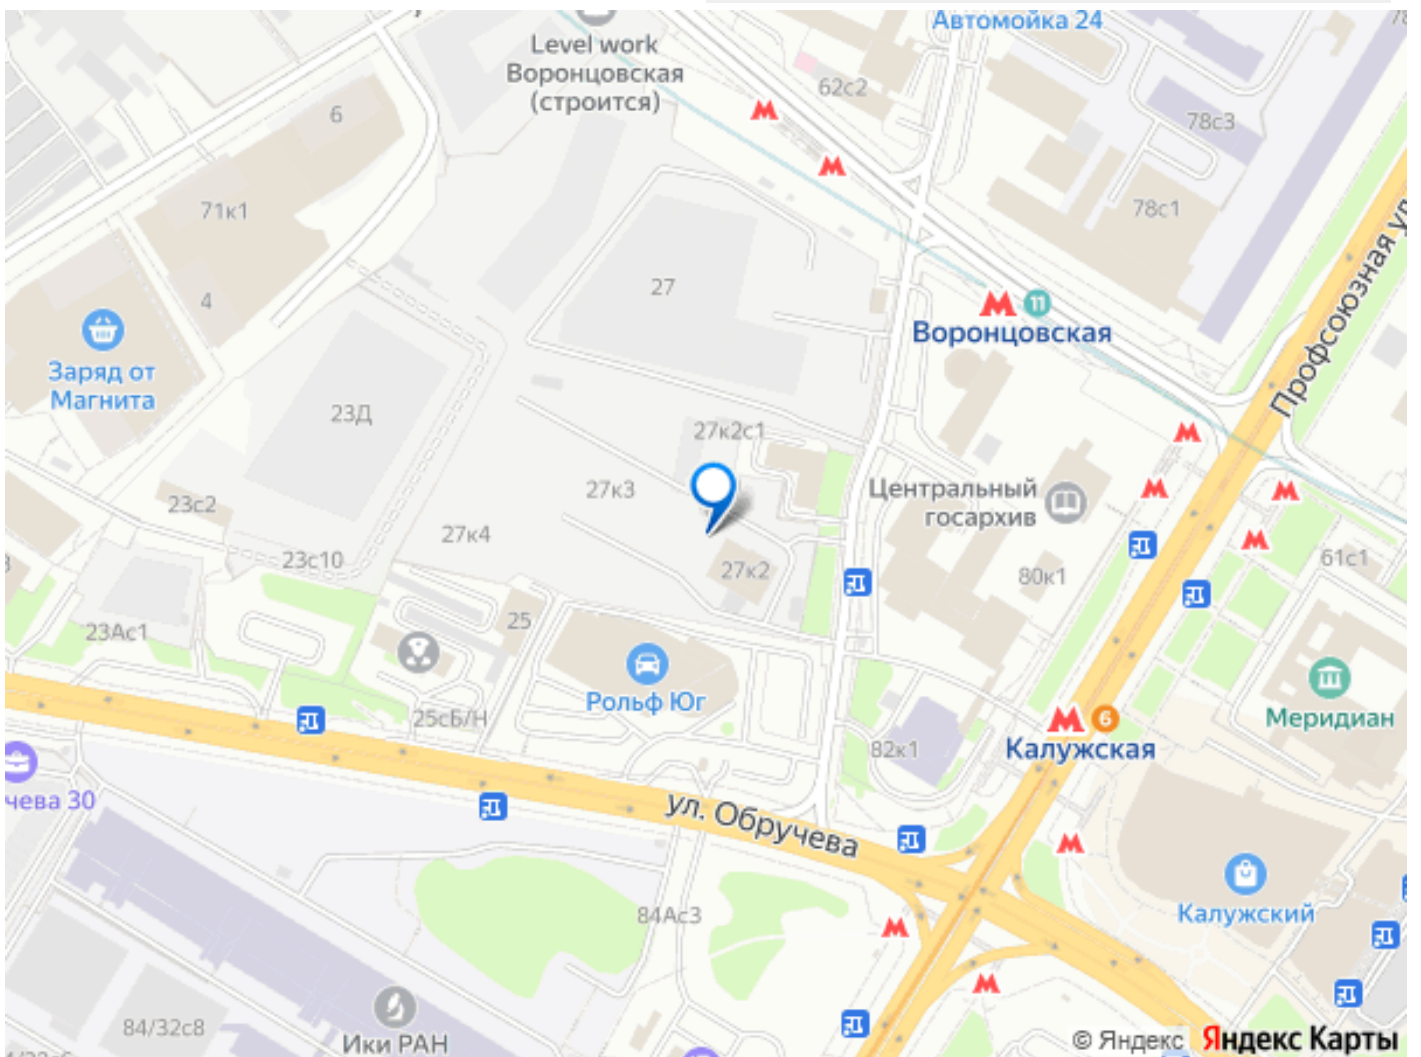 Автомойка 24
Level work
Воронцовская
(строится)
62с2
6
78с3
71к1
78с1
27
4
11
Воронцовская
Профсоюзная ул
Заряд от
Магнита
23Д
27к2с1
27к3
Центральный
госархив
23с2
27к4
23с10
27к2
80к1
61с1
25
23Ас1
Рольф Юг
25сБ/Н
6
Калужская
Меридиан
82к1
чева 30
ул. Обручева
Калужский
84Ас3
84/32с8
Ики РАН
© Яндекс Яндекс Карты